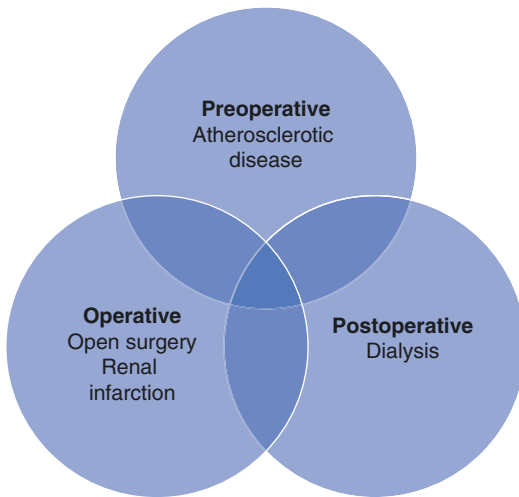 Preoperative
Atherosclerotic
disease
Operative
Open surgery
Renal
infarction
Postoperative
Dialysis